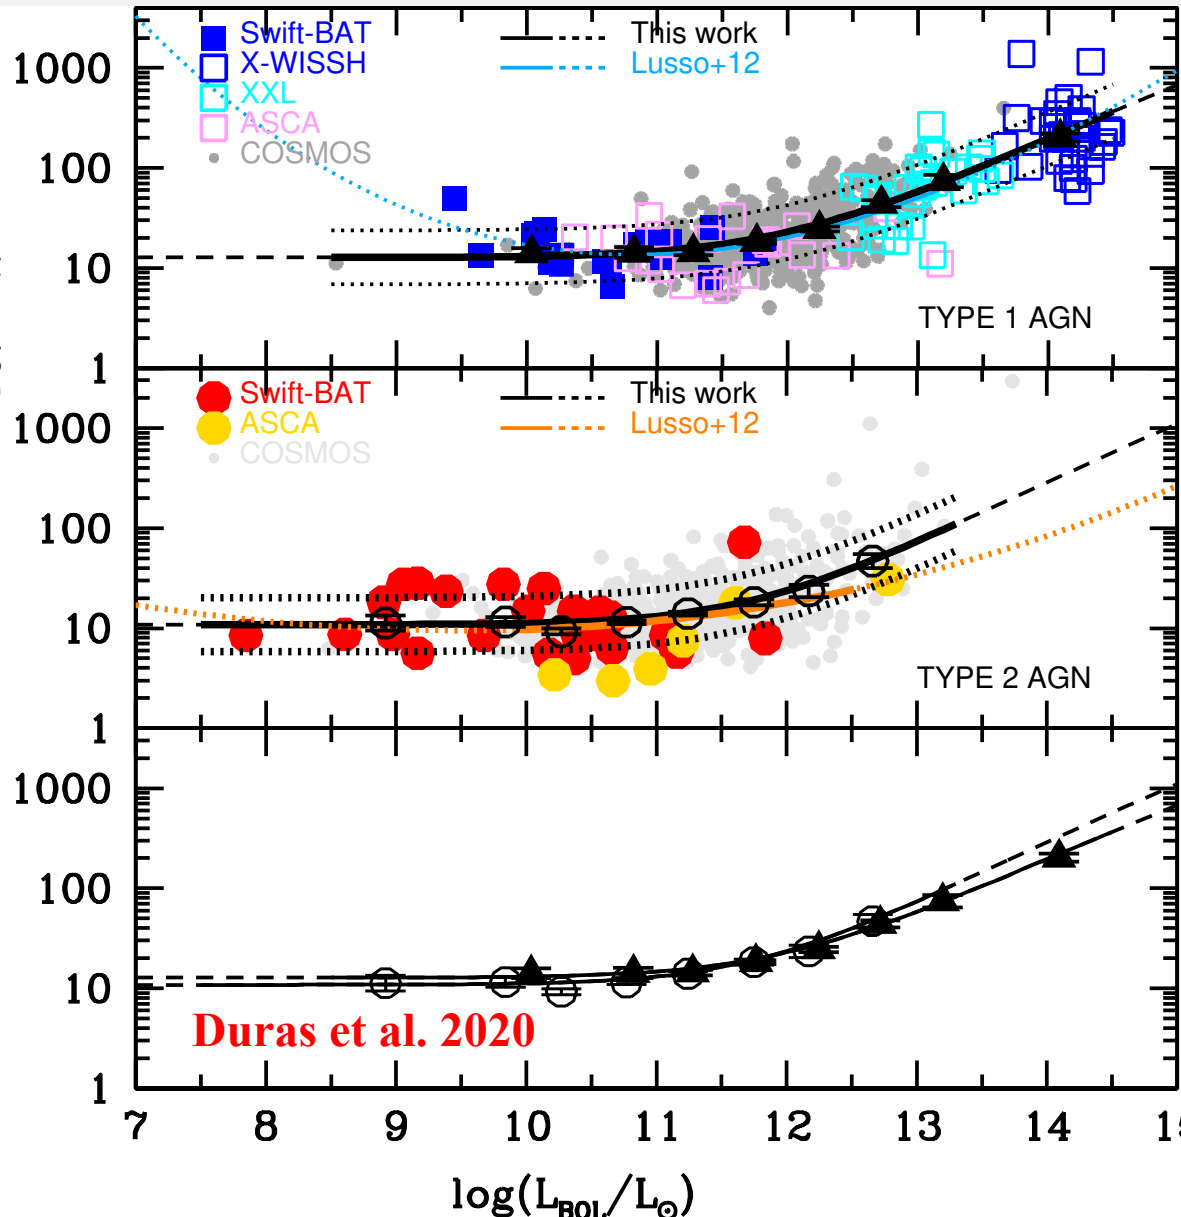 1000
100
10
1
Swift-BAT
X-WISSH
XXL
ASCA
COSMOS
This work
Lusso+12
TYPE 1 AGN
1000
100
10
1
Swift-BAT
ASCA
COSMOS
This work
Lusso+12
TYPE 2 AGN
1000
100
10
1
Duras et al. 2020
7 8 9 10 11 12 13 14
log(L_BOL/L_⊙)